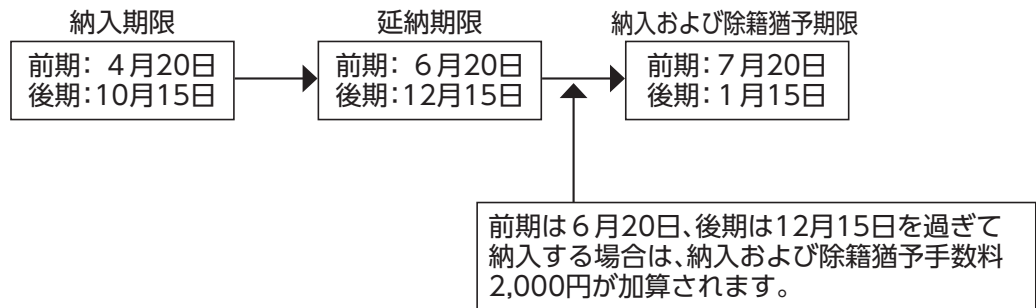 納入期限
前期: 4月20日
後期:10月15日
延納期限
前期: 6月20日
後期:12月15日
納入および除籍猶予期限
前期:7月20日
後期:1月15日
前期は6月20日、後期は12月15日を過ぎて
納入する場合は、納入および除籍猶予手数料
2,000円が加算されます。